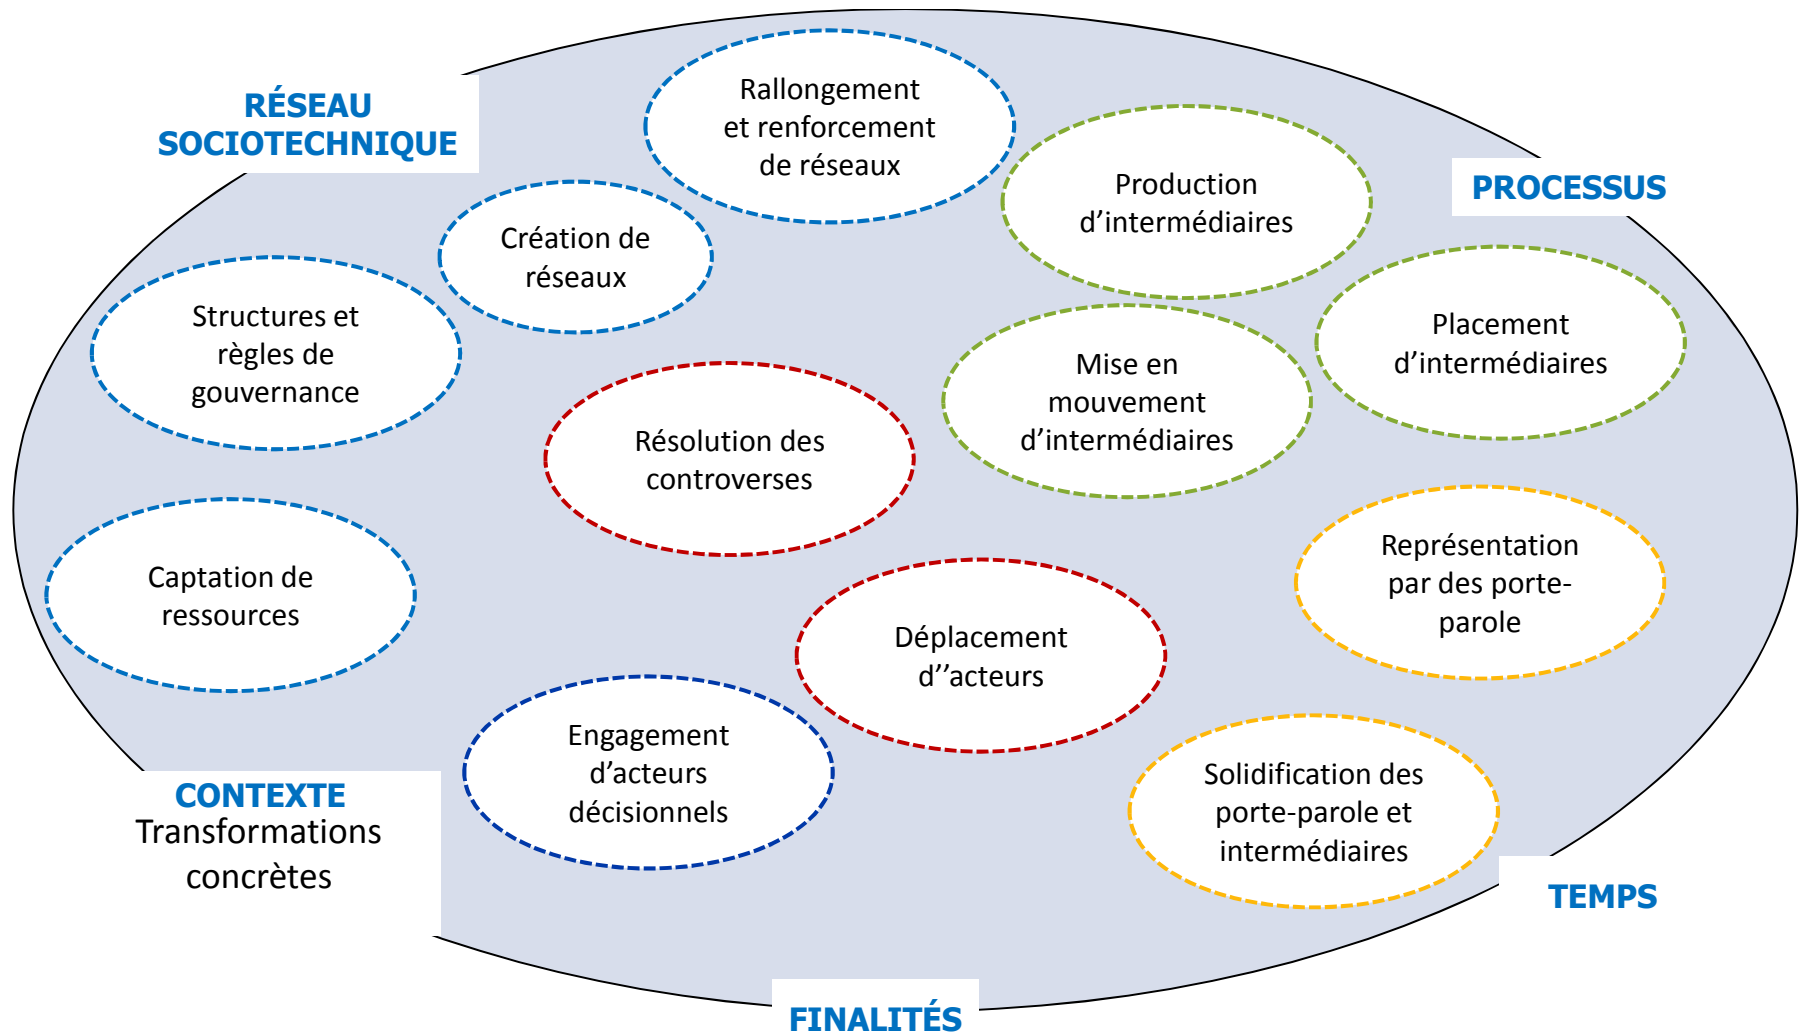 RÉSEAU
SOCIOTECHNIQUE
Rallongement
et renforcement
de réseaux
Production
d’intermédiaires
PROCESSUS
Création de
réseaux
Structures et
règles de
gouvernance
Placement
d’intermédiaires
Mise en
mouvement
d’intermédiaires
Résolution des
controverses
Captation de
ressources
Représentation
par des porte-
parole
Déplacement
d’’acteurs
Engagement
d’acteurs
décisionnels
Solidification des
porte-parole et
intermédiaires
CONTEXTE
Transformations
concrètes
TEMPS
FINALITÉS